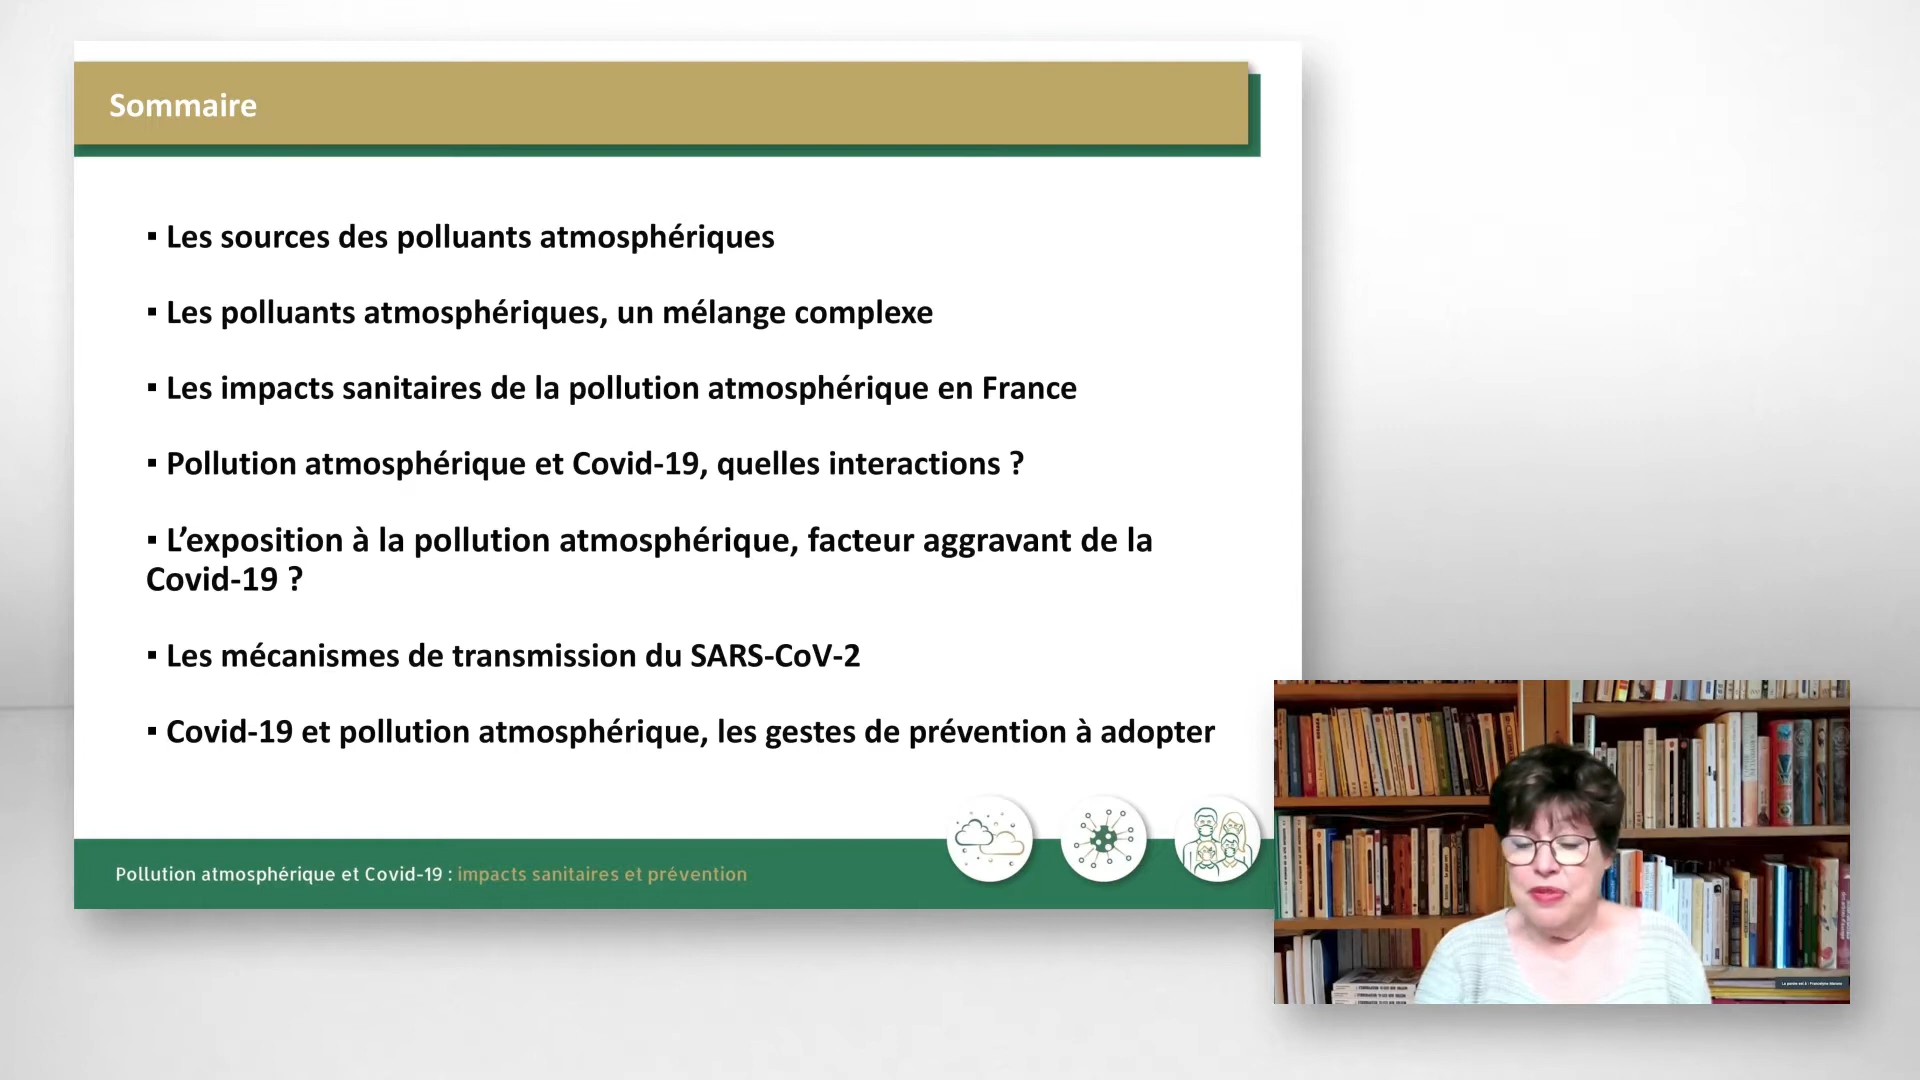 Sommaire
▪ Les sources des polluants atmosphériques
▪ Les polluants atmosphériques, un mélange complexe
▪ Les impacts sanitaires de la pollution atmosphérique en France
▪ Pollution atmosphérique et Covid-19, quelles interactions ?
▪ L’exposition à la pollution atmosphérique, facteur aggravant de la
Covid-19 ?
▪ Les mécanismes de transmission du SARS-CoV-2
▪ Covid-19 et pollution atmosphérique, les gestes de prévention à adopter
Pollution atmosphérique et Covid-19 : impacts sanitaires et prévention